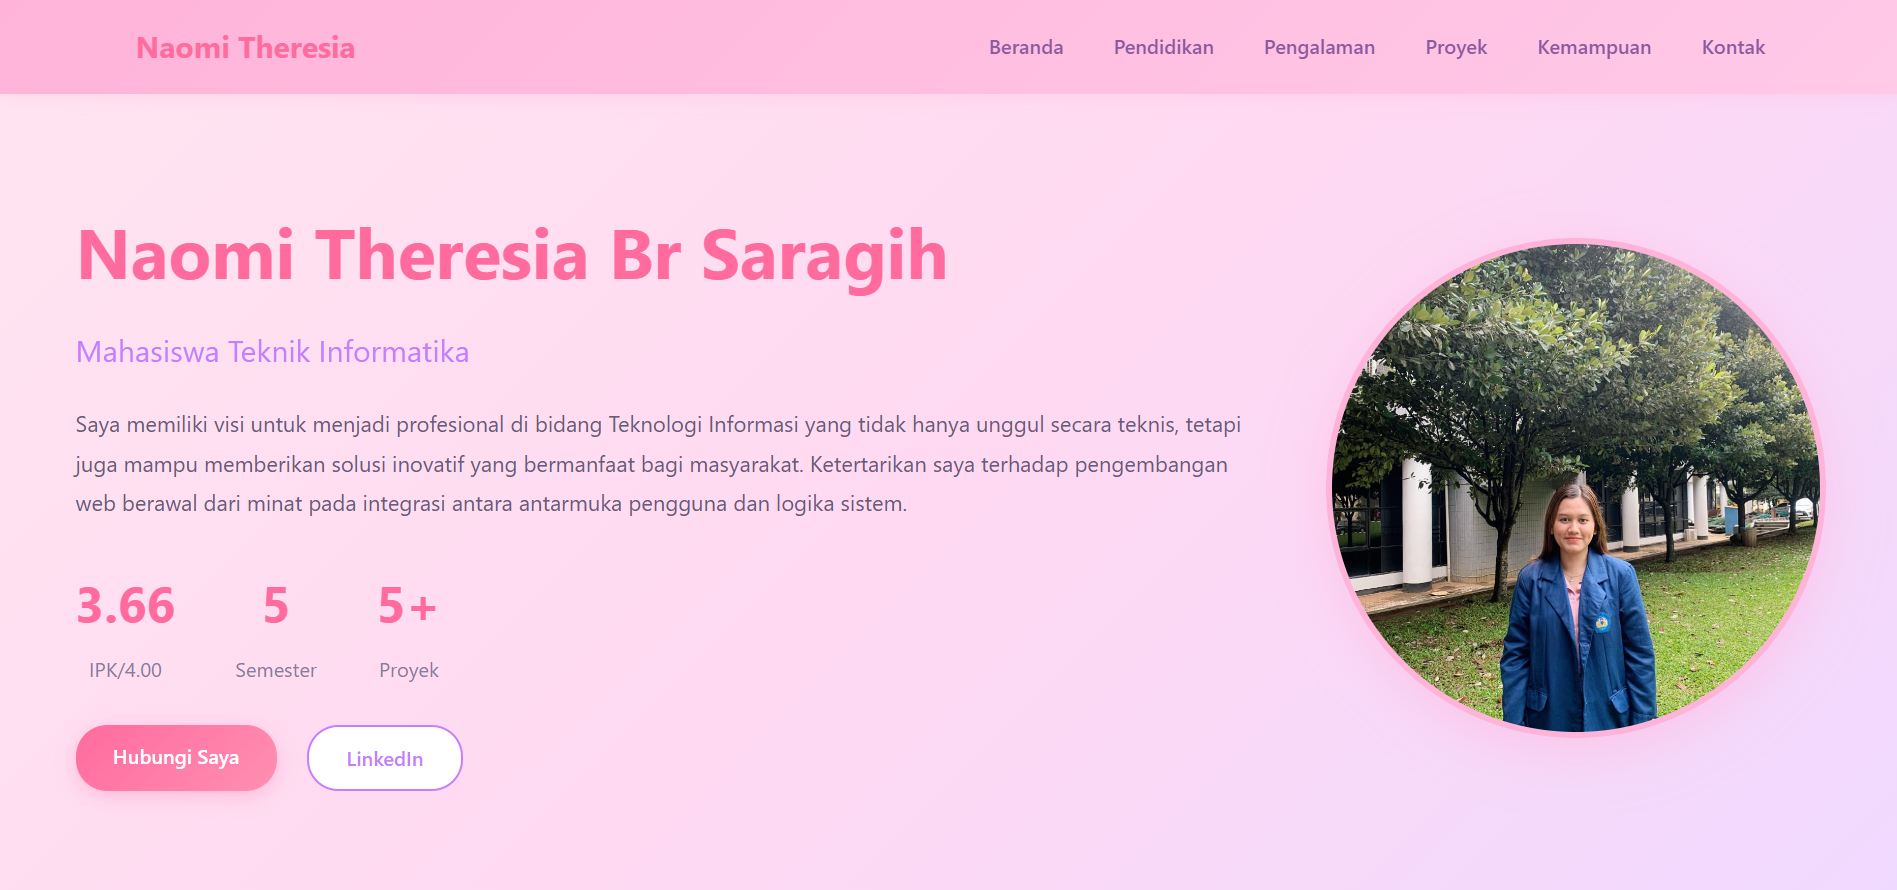 Naomi Theresia
Beranda Pendidikan Pengalaman Proyek Kemampuan Kontak
Naomi Theresia Br Saragih
Mahasiswa Teknik Informatika
Saya memiliki visi untuk menjadi profesional di bidang Teknologi Informasi yang tidak hanya unggul secara teknis, tetapi
juga mampu memberikan solusi inovatif yang bermanfaat bagi masyarakat. Ketertarikan saya terhadap pengembangan
web berawal dari minat pada integrasi antara antarmuka pengguna dan logika sistem.
3.66 5 5+
IPK/4.00 Semester Proyek
Hubungi Saya LinkedIn